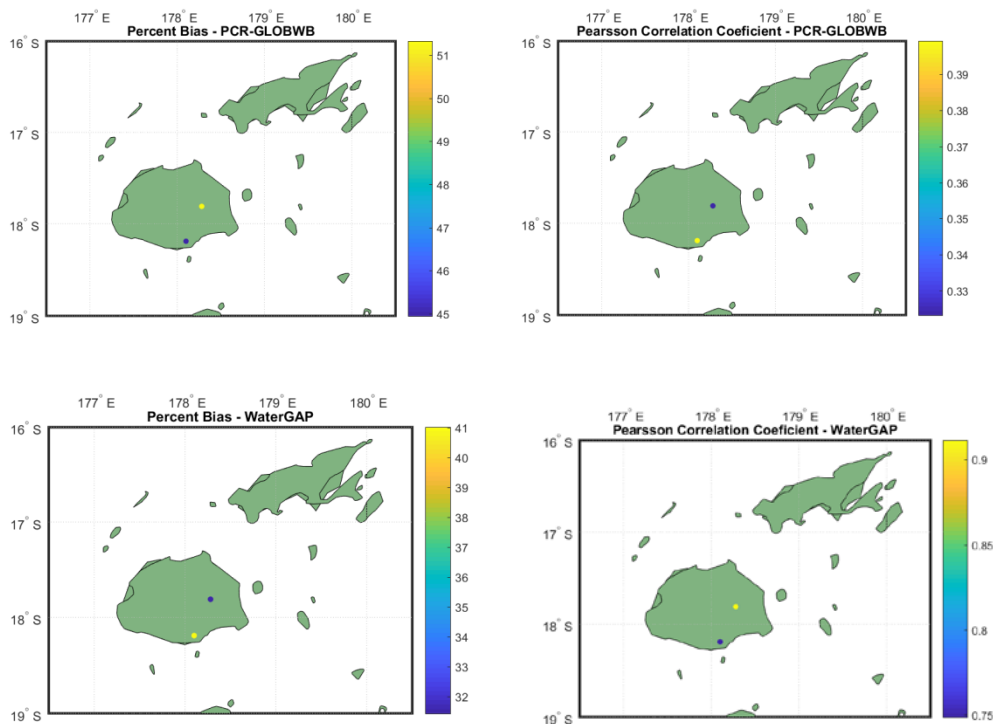 177° E 178° E 179° E 180° E
Percent Bias - PCR-GLOBWB
16° S
17° S
18° S
19° S
51
50
49
48
47
46
45
177° E 178° E 179° E 180° E
Pearsson Correlation Coeficient - PCR-GLOBWB
16° S
17° S
18° S
19° S
0.39
0.38
0.37
0.36
0.35
0.34
0.33
177° E 178° E 179° E 180° E
Percent Bias - WaterGAP
16° S
17° S
18° S
19° S
41
40
39
38
37
36
35
34
33
32
177° E 178° E 179° E 180° E
Pearsson Correlation Coeficient - WaterGAP
16° S
17° S
18° S
19° S
0.9
0.85
0.8
0.75